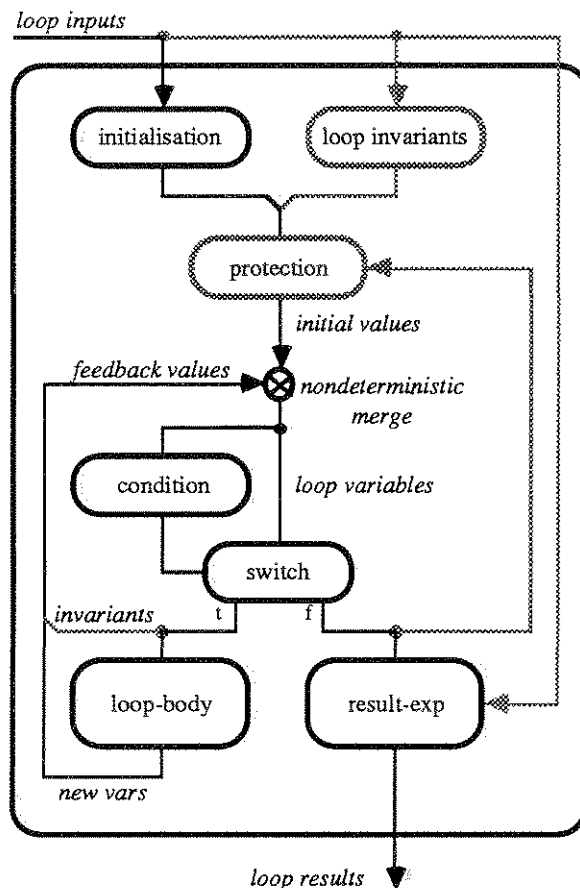 loop inputs
initialisation
loop invariants
protection
initial values
feedback values
nondeterministic
merge
condition
loop variables
switch
t
f
invariants
loop-body
result-exp
new vars
loop results